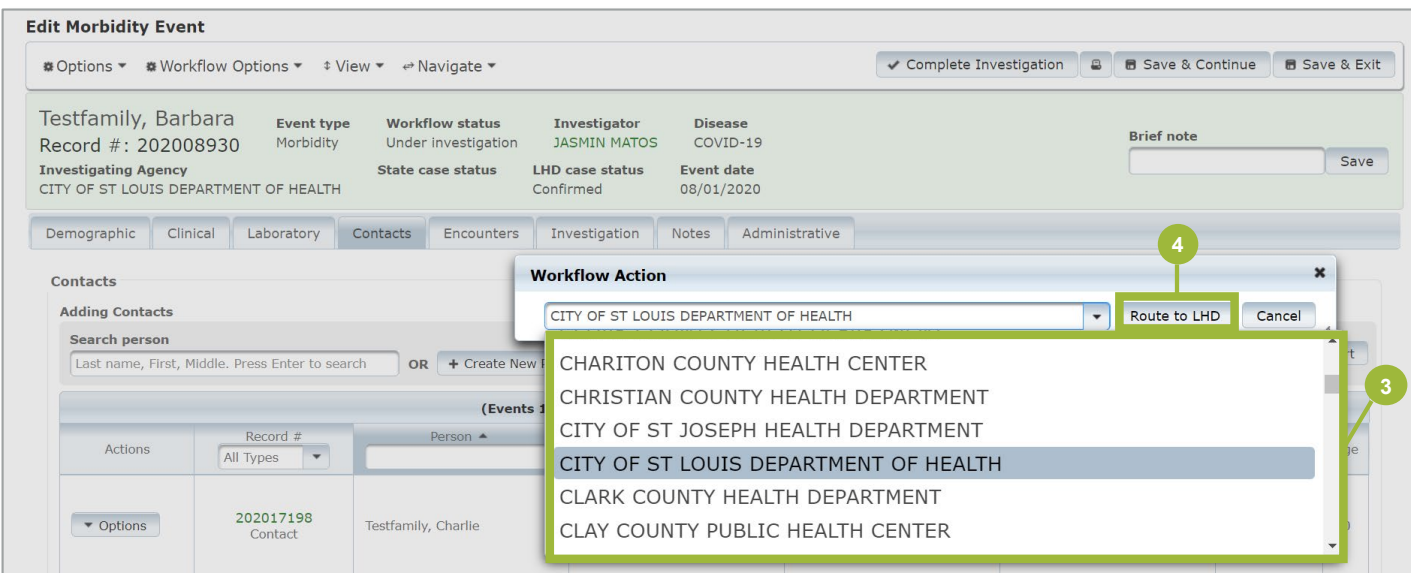 Edit Morbidity Event
Options Workflow Options View Navigate Complete Investigation Save & Continue Save & Exit
Testfamily, Barbara
Record #: 202008930
Event type Workflow status Investigator Disease
Morbidity Under investigation JASMIN MATOS COVID-19
Brief note
Save
Investigating Agency State case status LHD case status Event date
CITY OF ST LOUIS DEPARTMENT OF HEALTH Confirmed 08/01/2020
Demographic Clinical Laboratory Contacts Encounters Investigation Notes Administrative
4
Contacts
Workflow Action
Adding Contacts
CITY OF ST LOUIS DEPARTMENT OF HEALTH Route to LHD Cancel
Search person
Last name, First, Middle. Press Enter to search OR + Create New
CHARITON COUNTY HEALTH CENTER
3
CHRISTIAN COUNTY HEALTH DEPARTMENT
(Events 1
CITY OF ST JOSEPH HEALTH DEPARTMENT
Actions Record # Person
All Types
CITY OF ST LOUIS DEPARTMENT OF HEALTH
CLARK COUNTY HEALTH DEPARTMENT
CLAY COUNTY PUBLIC HEALTH CENTER
Options 202017198 Testfamily, Charlie
Contact